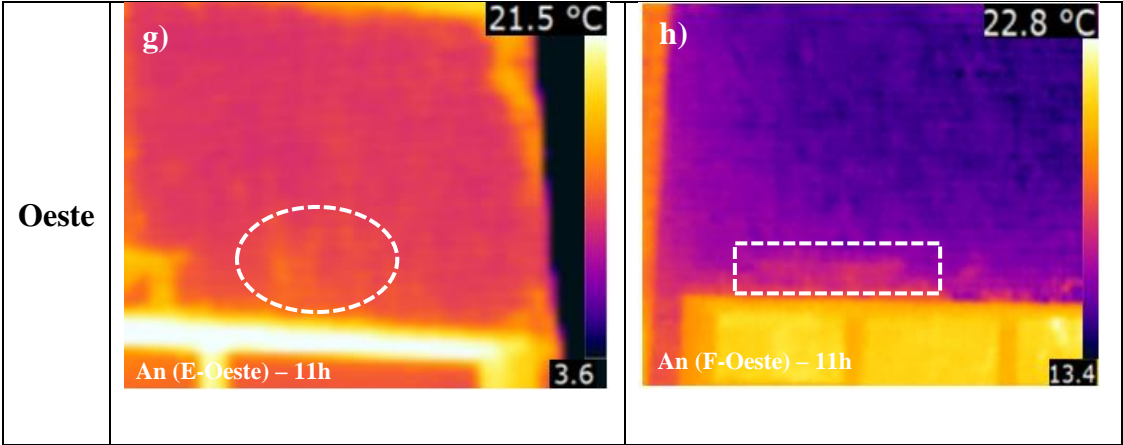 Oeste
g)
21.5 °C
An (E-Oeste) – 11h
3.6
h)
22.8 °C
An (F-Oeste) – 11h
13.4